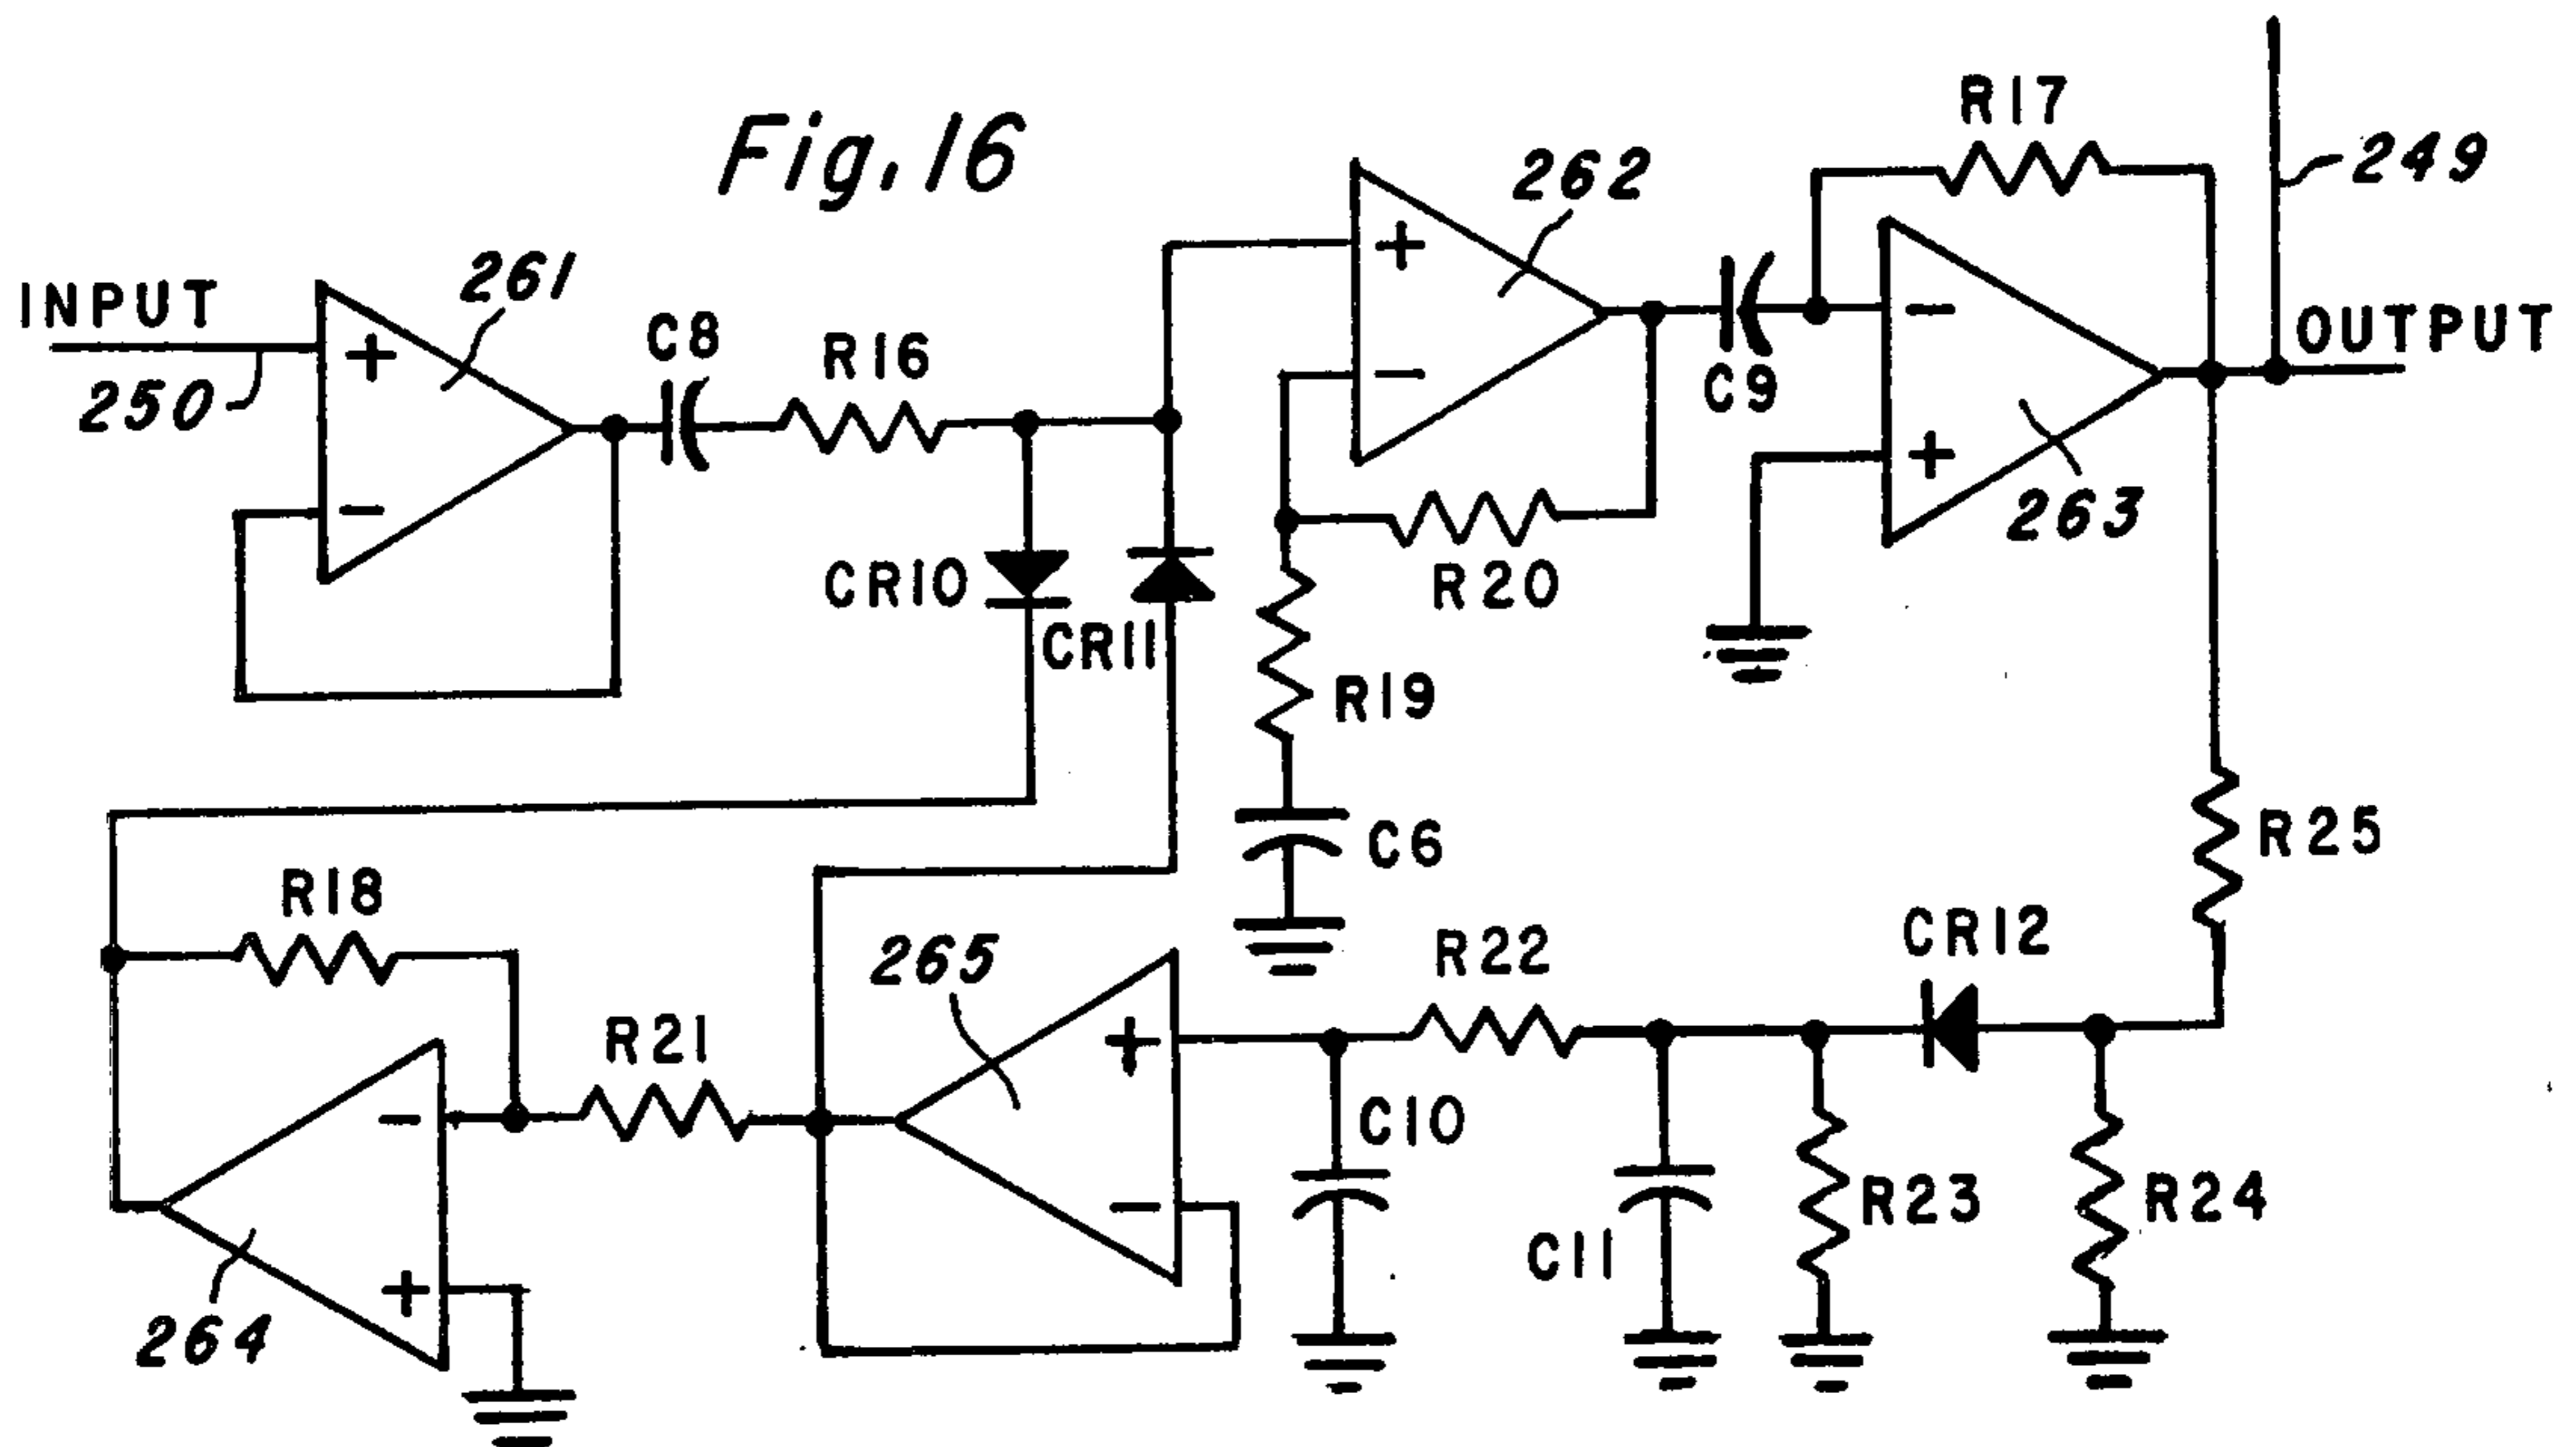 Fig. 16
R17
249
262
261
INPUT
250
C8
R16
+
-
+
-
C9
-
+
OUTPUT
263
CR10
CR11
R20
R19
C6
R25
R18
265
R22
CR12
R21
+
-
C10
-
+
C11
R23
R24
264